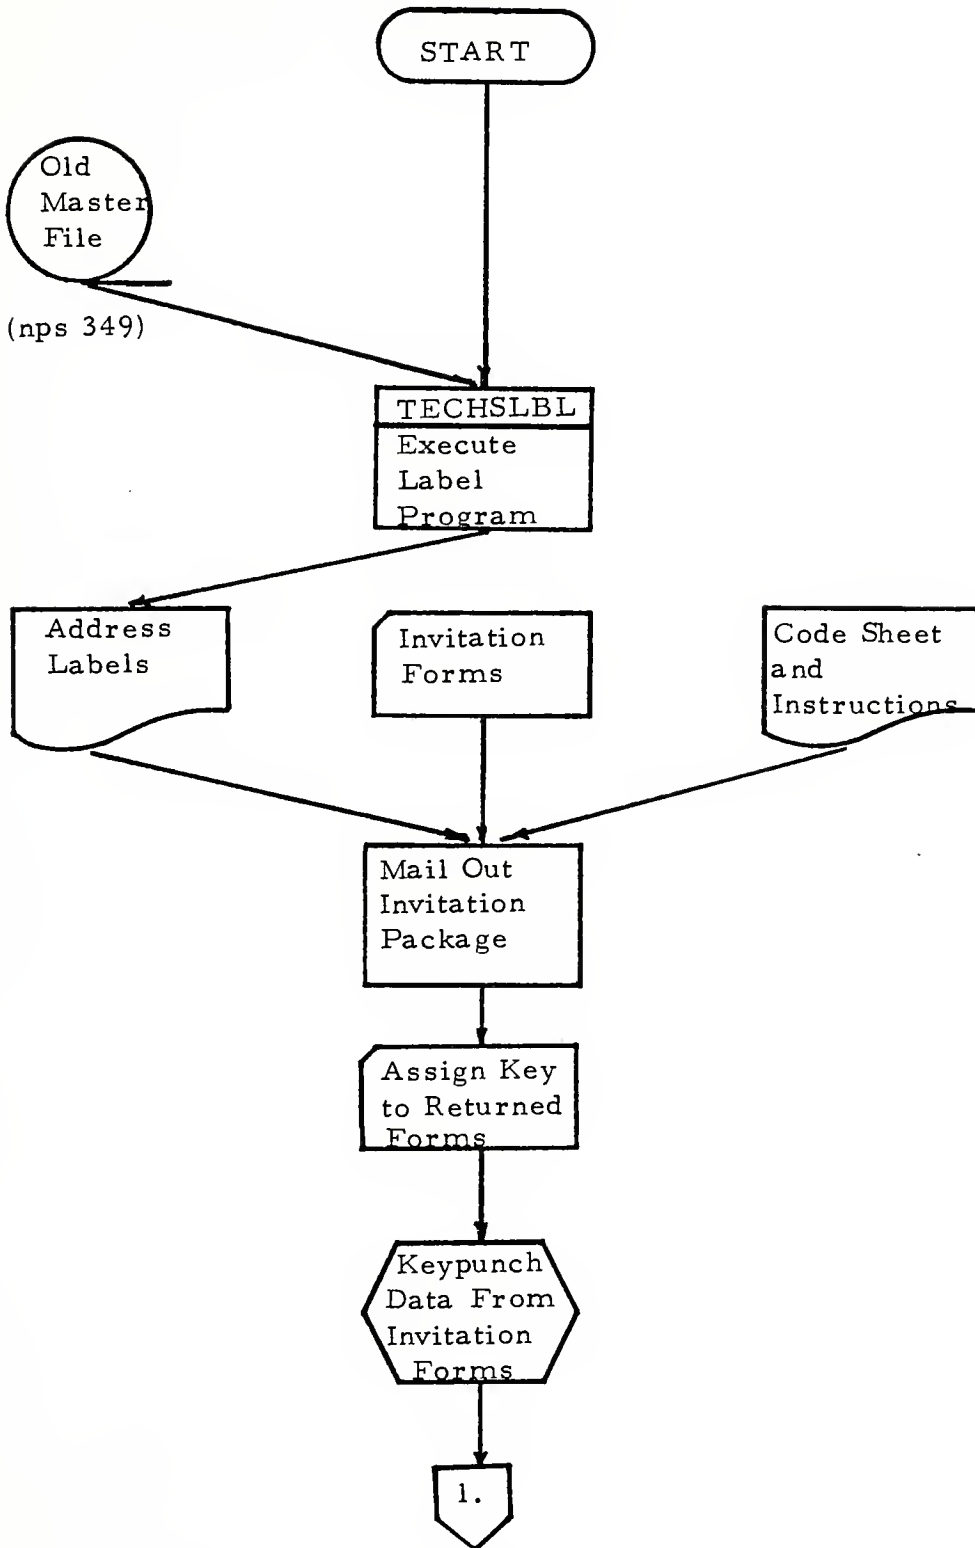 START
Old
Master
File
(nps 349)
TECHSLBL
Execute
Label
Program
Address
Labels
Invitation
Forms
Code Sheet
and
Instructions
Mail Out
Invitation
Package
Assign Key
to Returned
Forms
Keypunch
Data From
Invitation
Forms
1.